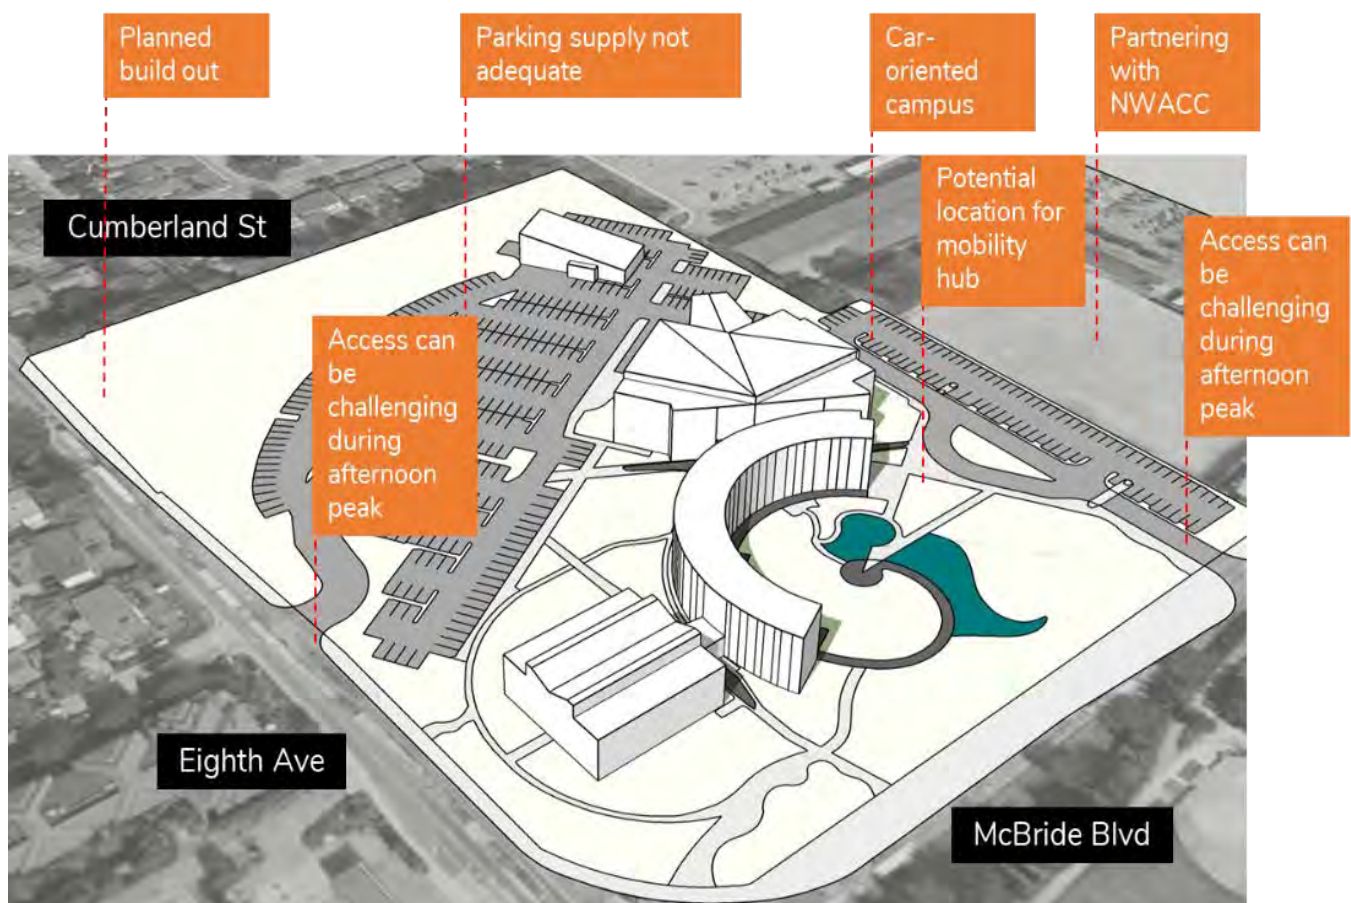 Planned
build out
Parking supply not
adequate
Car-
oriented
campus
Partnering
with
NWACC
Potential
location for
mobility
hub
Access can
be
challenging
during
afternoon
peak
Cumberland St
Access can
be
challenging
during
afternoon
peak
Eighth Ave
McBride Blvd